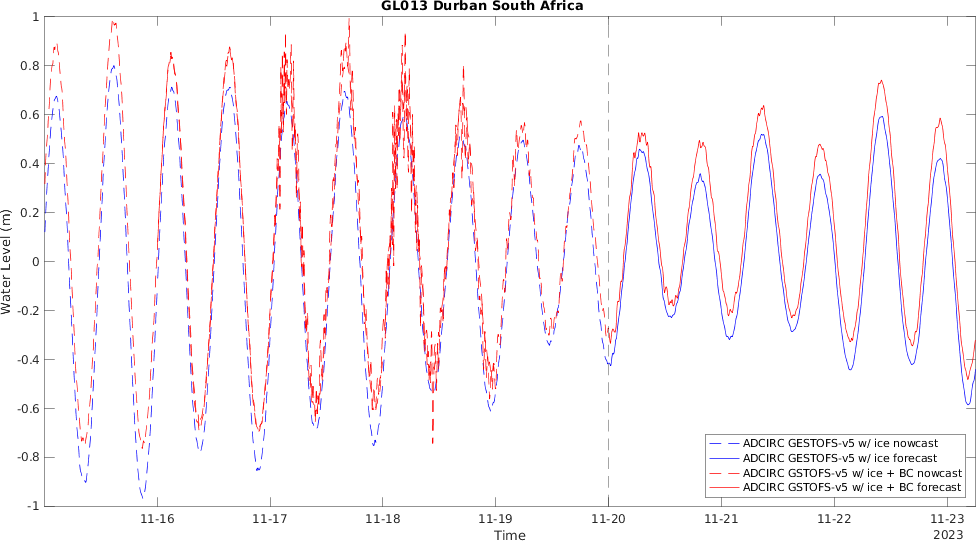 GL013 Durban South Africa
1
0.8
0.6
0.4
0.2
0
-0.2
-0.4
-0.6
-0.8
-1
Water Level (m)
11-16
11-17
11-18
11-19
11-20
11-21
11-22
11-23
2023
Time
ADCIRC GESTOFS-v5 w/ ice nowcast
ADCIRC GESTOFS-v5 w/ ice forecast
ADCIRC GSTOFS-v5 w/ ice + BC nowcast
ADCIRC GSTOFS-v5 w/ ice + BC forecast